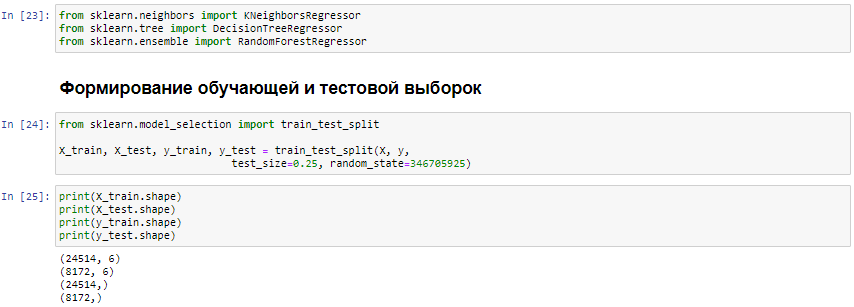 In [23]: from sklearn.neighbors import KNeighborsRegressor
from sklearn.tree import DecisionTreeRegressor
from sklearn.ensemble import RandomForestRegressor
Формирование обучающей и тестовой выборок
In [24]: from sklearn.model_selection import train_test_split
X_train, X_test, y_train, y_test = train_test_split(X, y,
test_size=0.25, random_state=346705925)
In [25]: print(X_train.shape)
print(X_test.shape)
print(y_train.shape)
print(y_test.shape)
(24514, 6)
(8172, 6)
(24514,)
(8172,)